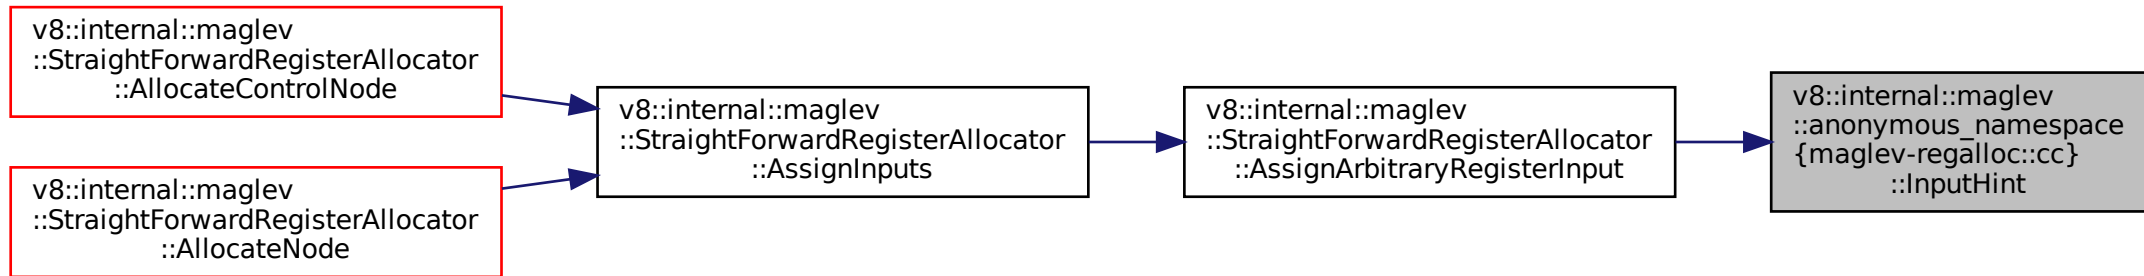 v8::internal::maglev
::StraightForwardRegisterAllocator
::AllocateControlNode
v8::internal::maglev
::StraightForwardRegisterAllocator
::AllocateNode
v8::internal::maglev
::StraightForwardRegisterAllocator
::AssignInputs
v8::internal::maglev
::StraightForwardRegisterAllocator
::AssignArbitraryRegisterInput
v8::internal::maglev
::anonymous_namespace
{maglev-regalloc::cc}
::InputHint